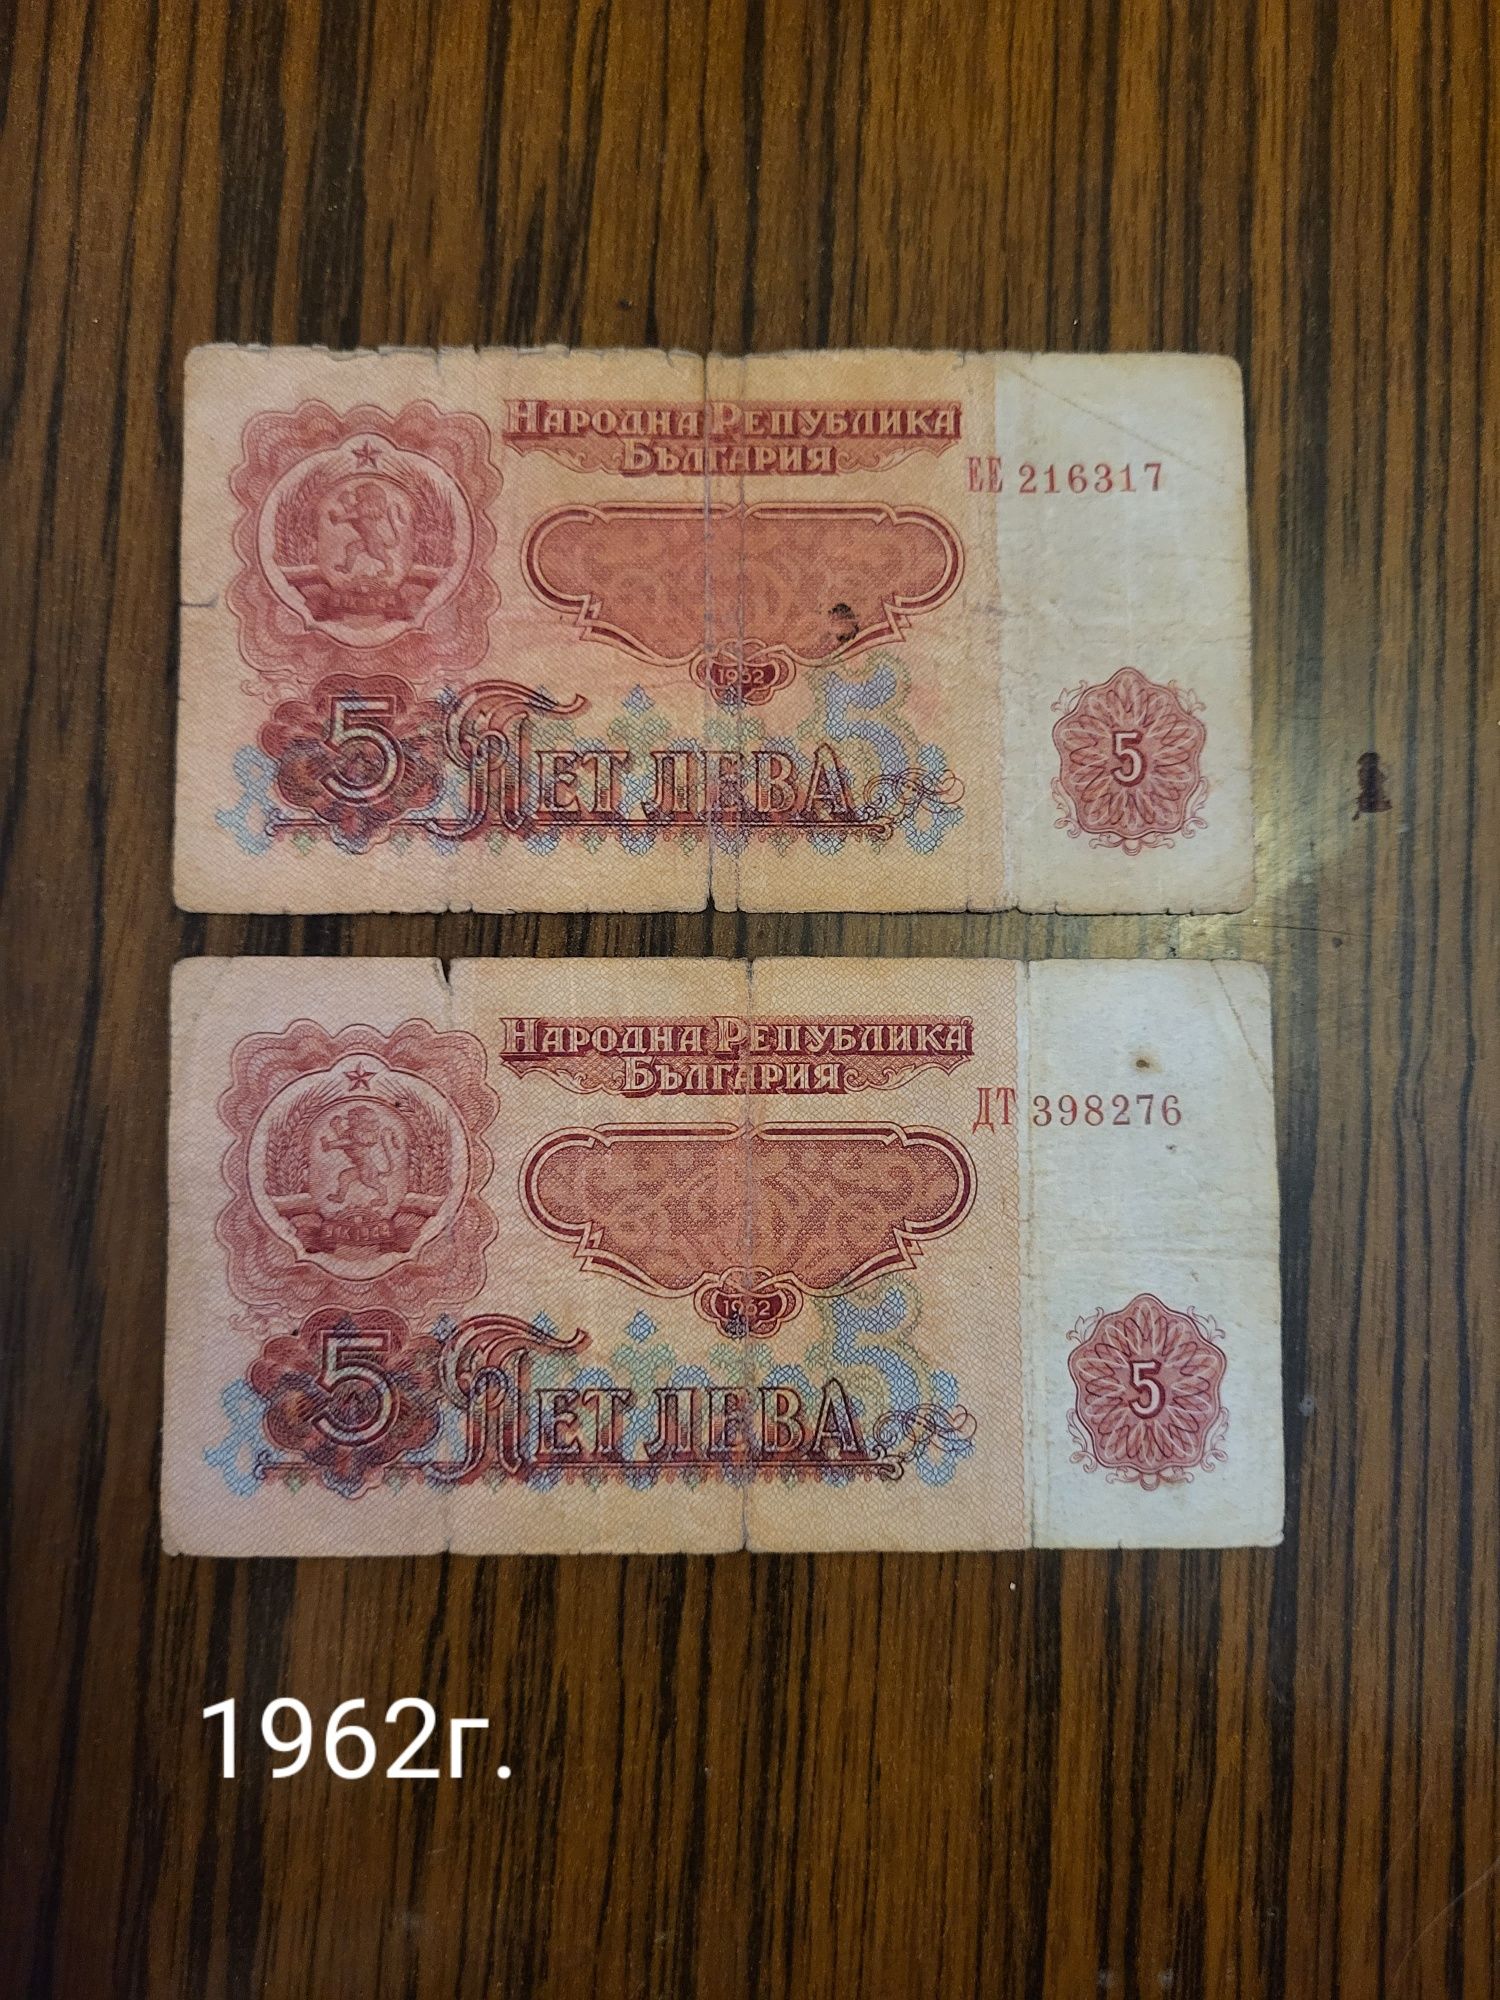 НАРОДНА РЕПУБЛИКА
БЪЛГАРИЯ
ЕЕ 216317
1962
5 ПЕТ ЛЕВА 5
5
НАРОДНА РЕПУБЛИКА
БЪЛГАРИЯ
ДТ 398276
1962
5 ПЕТ ЛЕВА 5
5
1962г.